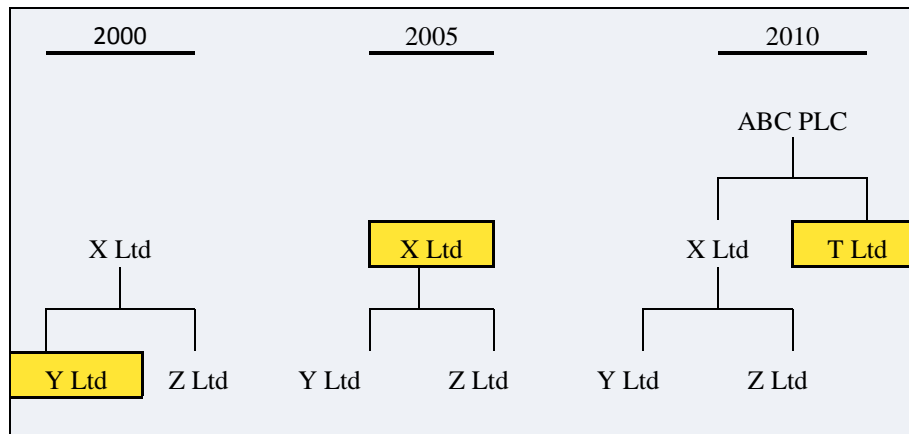 2000 2005 2010
ABC PLC
X Ltd X Ltd X Ltd T Ltd
Y Ltd Z Ltd Y Ltd Z Ltd Y Ltd Z Ltd